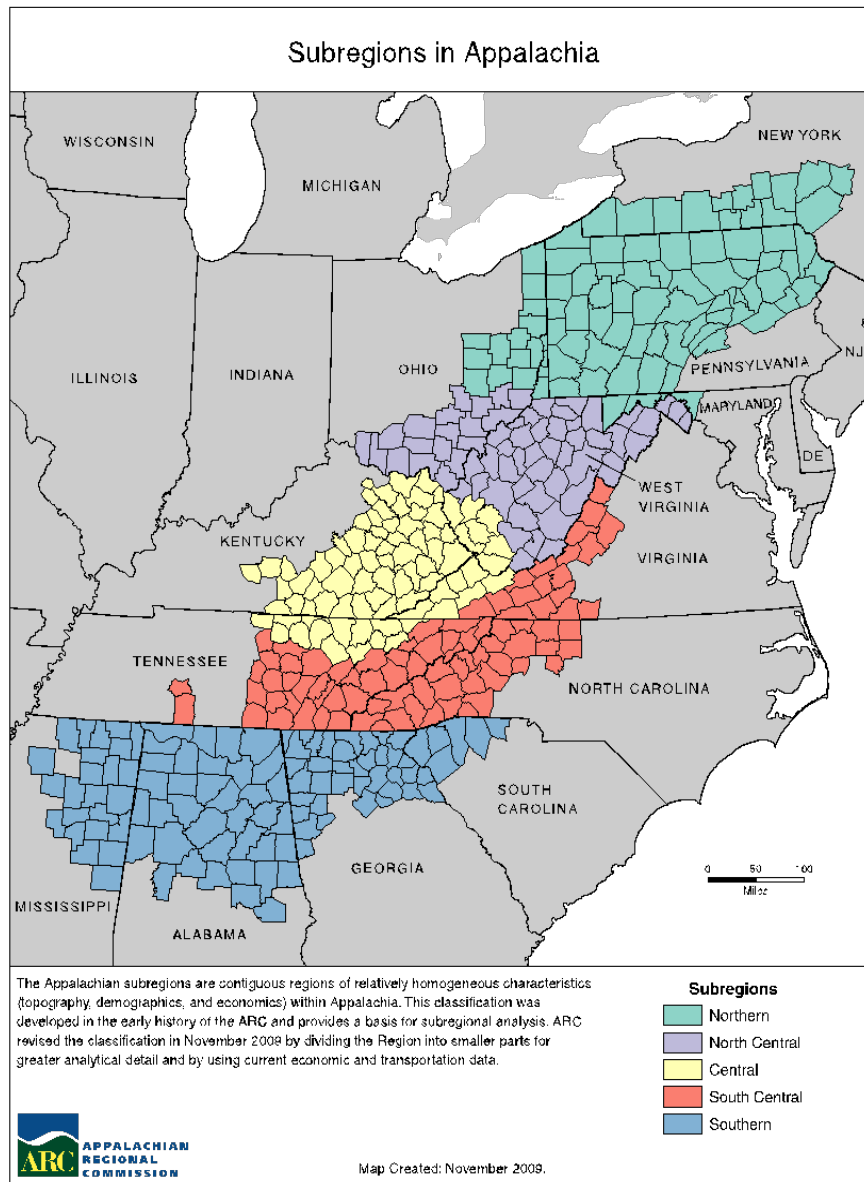 Subregions in Appalachia
WISCONSIN
MICHIGAN
NEW YORK
ILLINOIS
INDIANA
OHIO
PENNSYLVANIA
NJ
MARYLAND
DE
WEST
VIRGINIA
KENTUCKY
VIRGINIA
TENNESSEE
NORTH CAROLINA
SOUTH
CAROLINA
GEORGIA
MISSISSIPPI
ALABAMA
0 50 100
Miles
The Appalachian subregions are contiguous regions of relatively homogeneous characteristics
(topography, demographics, and economics) within Appalachia. This classification was
developed in the early history of the ARC and provides a basis for subregional analysis. ARC
revised the classification in November 2009 by dividing the Region into smaller parts for
greater analytical detail and by using current economic and transportation data.
Subregions
Northern
North Central
Central
South Central
Southern
ARC
APPALACHIAN
REGIONAL
COMMISSION
Map Created: November 2009.